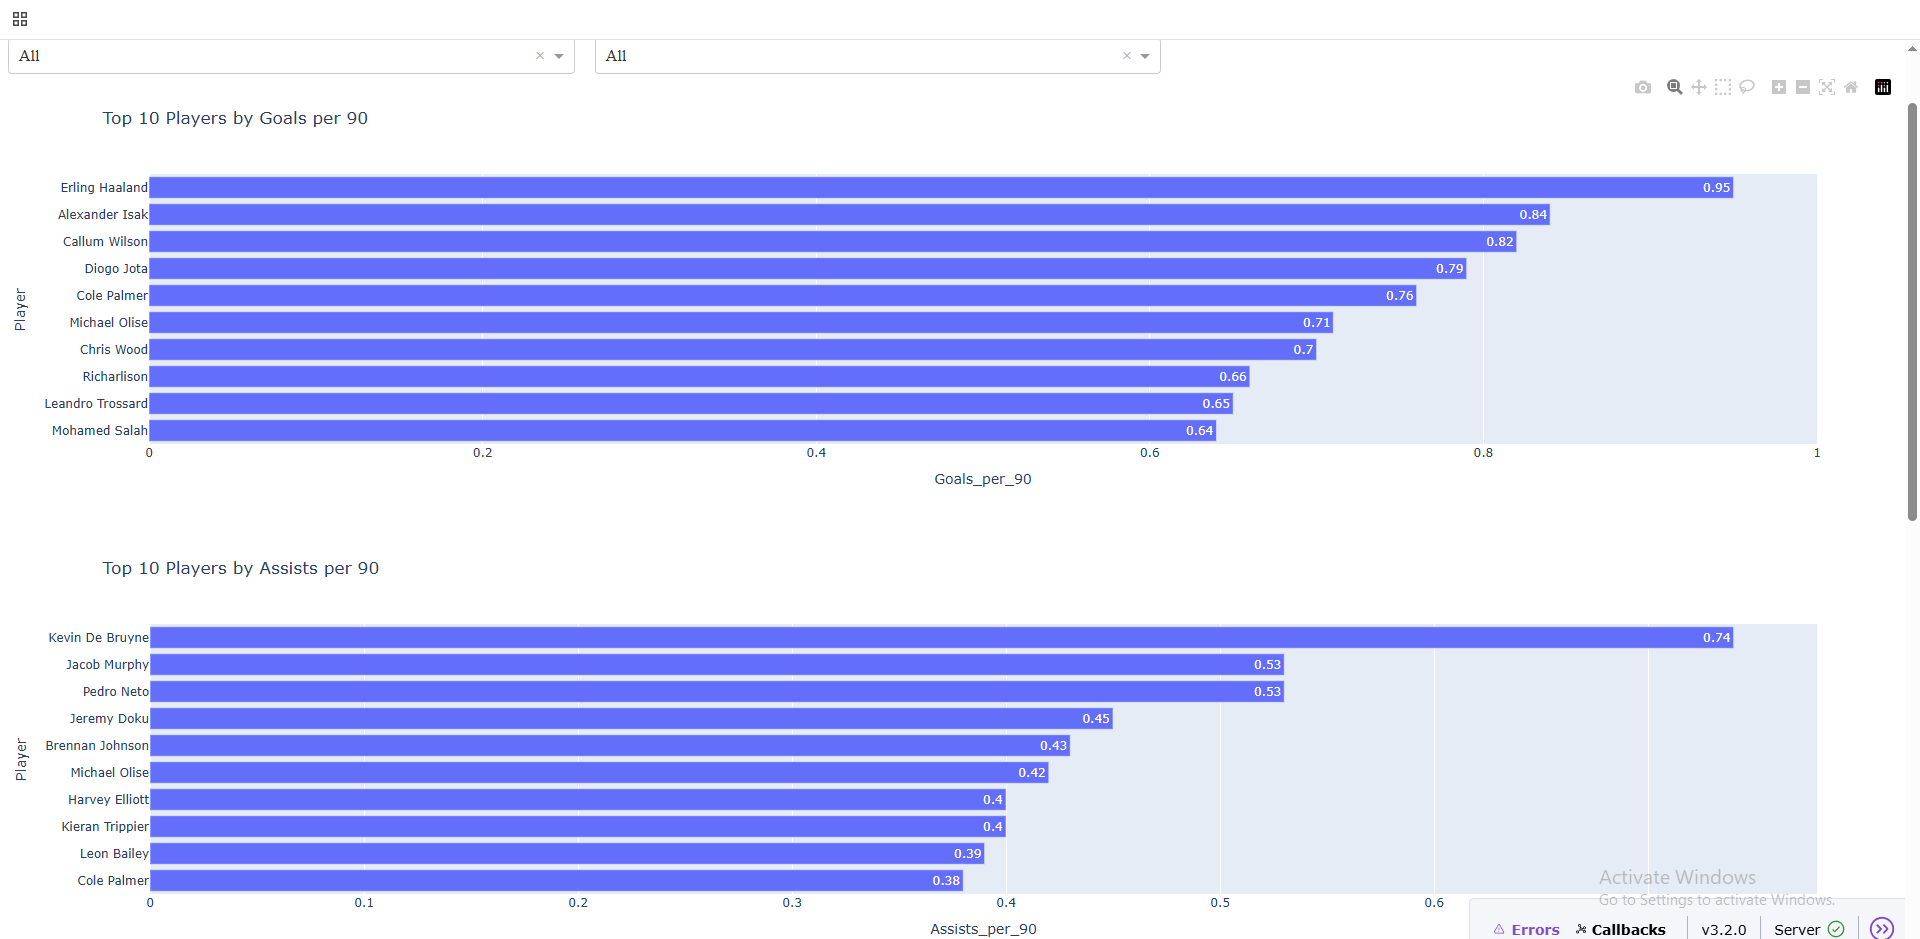 All × All ×
Top 10 Players by Goals per 90
Player
Erling Haaland 0.95
Alexander Isak 0.84
Callum Wilson 0.82
Diogo Jota 0.79
Cole Palmer 0.76
Michael Olise 0.71
Chris Wood 0.7
Richarlison 0.66
Leandro Trossard 0.65
Mohamed Salah 0.64
0 0.2 0.4 0.6 0.8 1
Goals_per_90
Top 10 Players by Assists per 90
Player
Kevin De Bruyne 0.74
Jacob Murphy 0.53
Pedro Neto 0.53
Jeremy Doku 0.45
Brennan Johnson 0.43
Michael Olise 0.42
Harvey Elliott 0.4
Kieran Trippier 0.4
Leon Bailey 0.39
Cole Palmer 0.38
0 0.1 0.2 0.3 0.4 0.5 0.6
Assists_per_90
Activate Windows
Go to Settings to activate Windows.
Errors Callbacks v3.2.0 Server